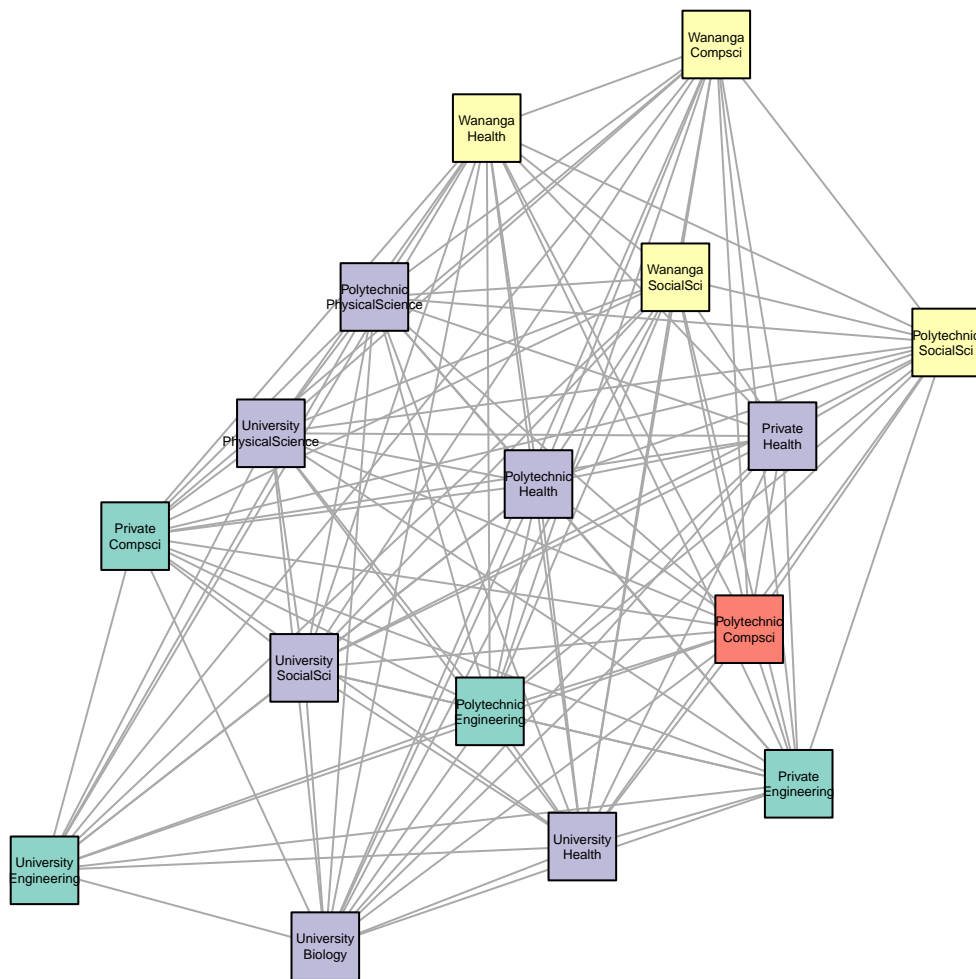 Wananga
Compsci
Wananga
Health
Wananga
SocialSci
Polytechnic
PhysicalScience
Polytechnic
SocialSci
University
PhysicalScience
Private
Health
Polytechnic
Health
Private
Compsci
Polytechnic
Compsci
University
SocialSci
Polytechnic
Engineering
Private
Engineering
University
Health
University
Engineering
University
Biology